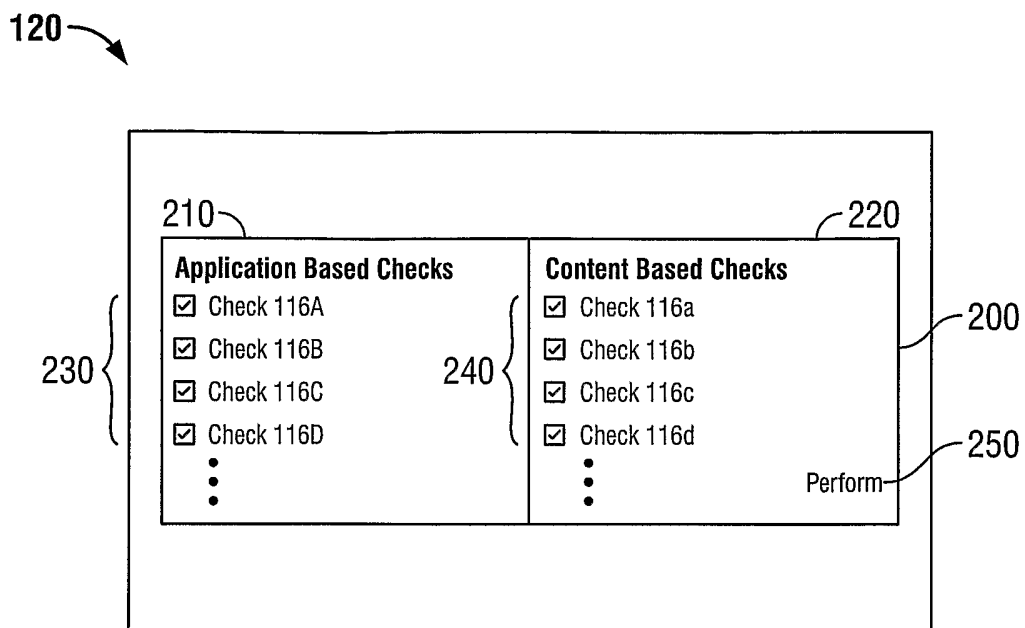 120
210
220
Application Based Checks
Content Based Checks
Check 116A
Check 116a
200
Check 116B
Check 116b
230
240
Check 116C
Check 116c
Check 116D
Check 116d
250
Perform